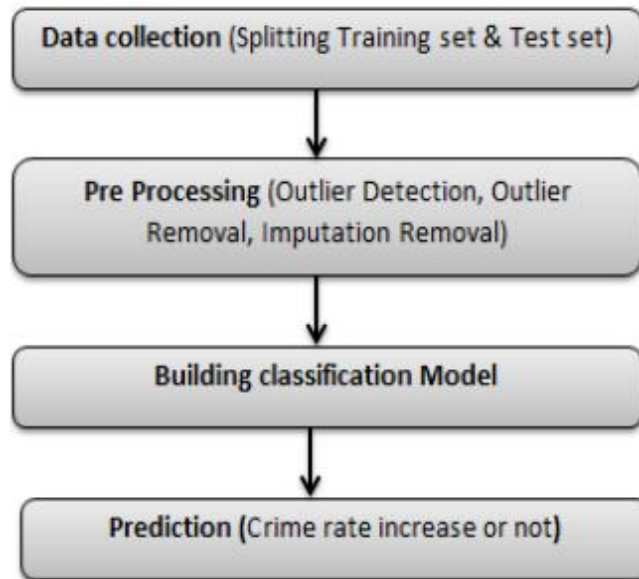 Data collection (Splitting Training set & Test set)
Pre Processing (Outlier Detection, Outlier
Removal, Imputation Removal)
Building classification Model
Prediction (Crime rate increase or not)